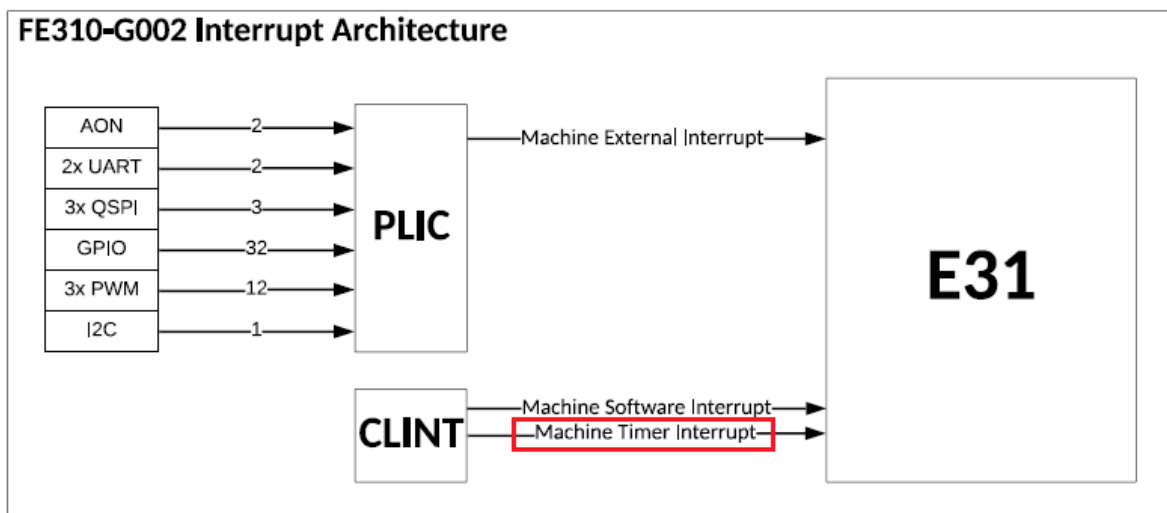 FE310-G002 Interrupt Architecture
AON
2
2x UART
2
3x QSPI
3
GPIO
32
3x PWM
12
I2C
1
PLIC
Machine External Interrupt
E31
CLINT
Machine Software Interrupt
Machine Timer Interrupt